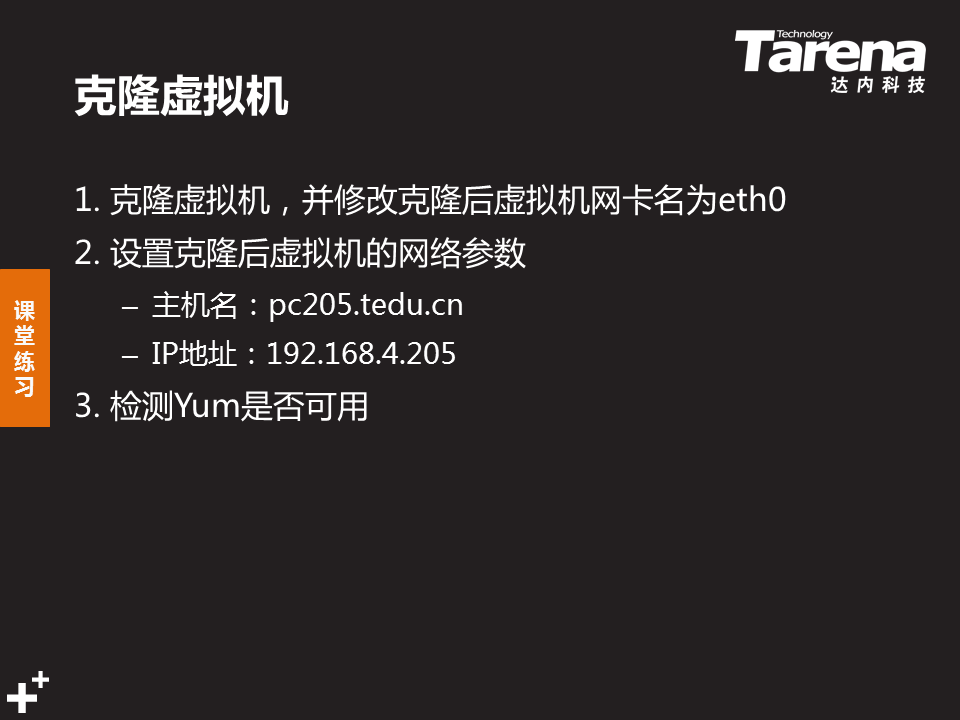 Technology
Tarena
达内科技
克隆虚拟机
1. 克隆虚拟机，并修改克隆后虚拟机网卡名为eth0
2. 设置克隆后虚拟机的网络参数
– 主机名：pc205.tedu.cn
– IP地址：192.168.4.205
3. 检测Yum是否可用
课堂练习